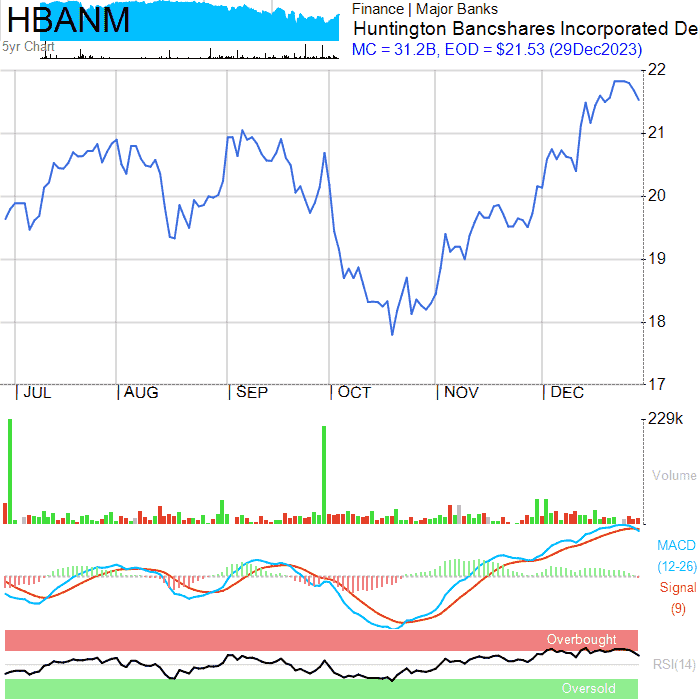 HBANM
5yr Chart
Finance | Major Banks
Huntington Bancshares Incorporated De
MC = 31.2B, EOD = $21.53 (29Dec2023)
22
21
20
19
18
17
| JUL | AUG | SEP | OCT | NOV | DEC
229k
Volume
MACD
(12-26)
Signal
(9)
Overbought
RSI(14)
Oversold